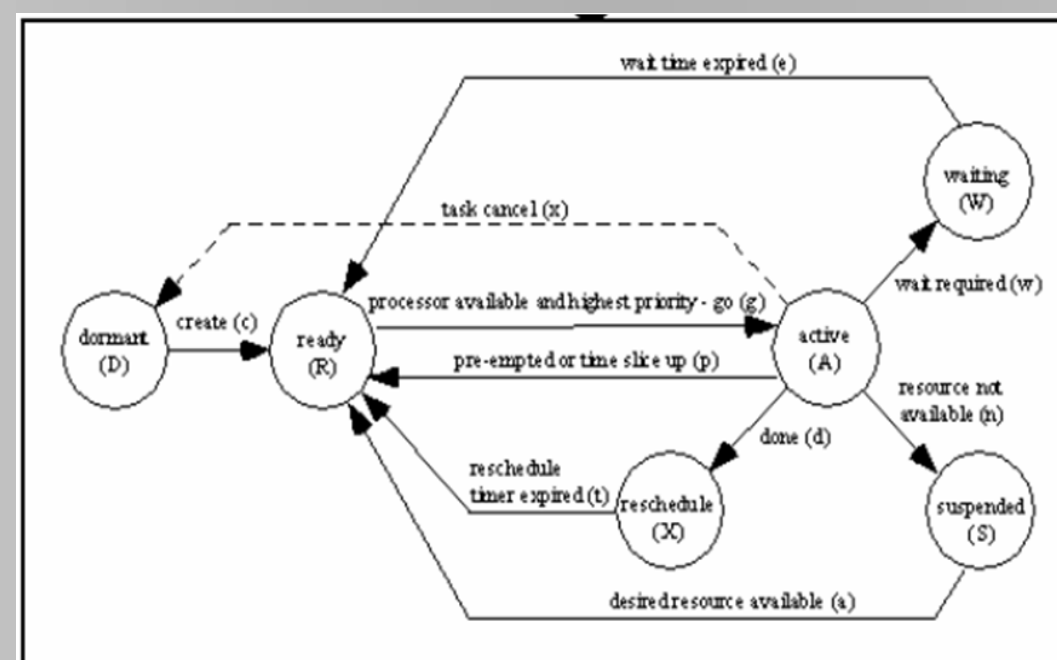 wait time expired (e)
waiting
(W)
task cancel (x)
wait required (w)
processor available and highest priority - go (g)
create (c)
dormant
(D)
ready
(R)
active
(A)
pre-empted or time slice up (p)
resource not
available (n)
done (d)
reschedule
timer expired (t)
reschedule
(X)
suspended
(S)
desired resource available (a)